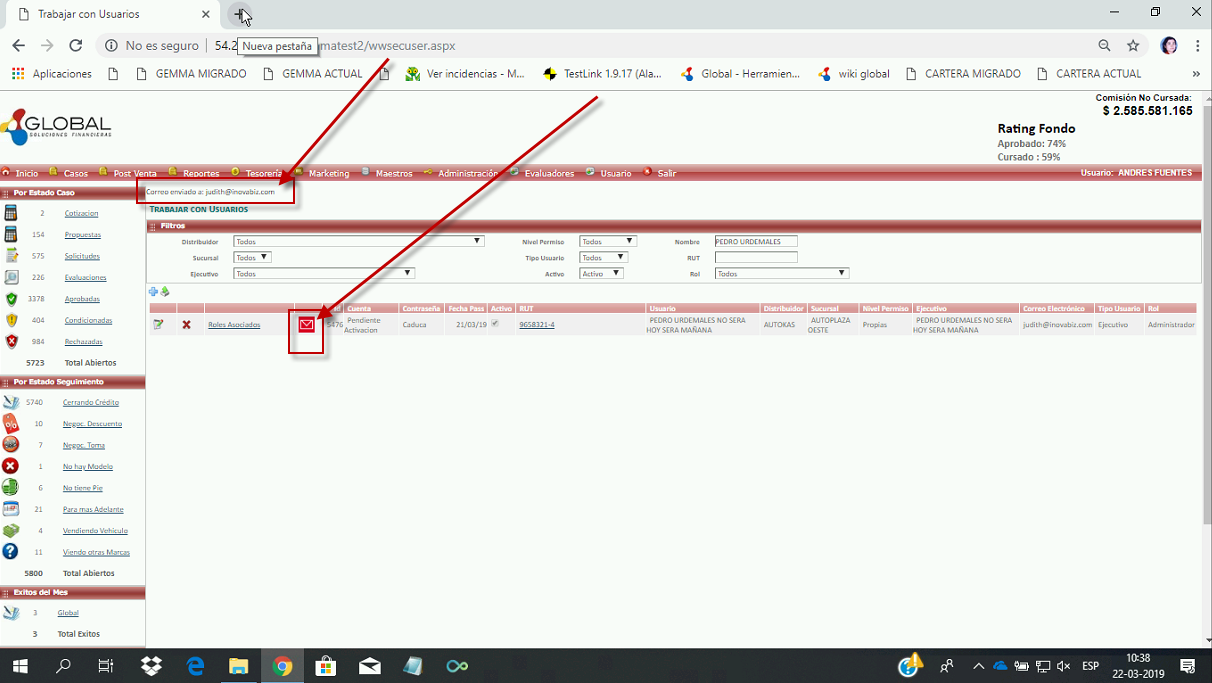 Trabajar con Usuarios
No es seguro
54.2
Nueva pestaña
matest2/wwsecuser.aspx
Aplicaciones
GEMMA MIGRADO
GEMMA ACTUAL
Ver incidencias - M...
TestLink 1.9.17 (Ala...
Global - Herramien...
wiki global
CARTERA MIGRADO
CARTERA ACTUAL
»
GLOBAL
SOLUCIONES FINANCIERAS
Comisión No Cursada:
$ 2.585.581.165
Rating Fondo
Aprobado: 74%
Cursado : 59%
Inicio Casos Post Venta Reportes Tesorería Marketing Maestros Administración Evaluadores Usuario Salir
Usuario: ANDRES FUENTES
Por Estado Caso
2 Cotizacion
154 Propuestas
575 Solicitudes
226 Evaluaciones
3378 Aprobadas
404 Condicionadas
984 Rechazadas
5723 Total Abiertos
Por Estado Seguimiento
5740 Cerrando Crédito
10 Negoc. Descuento
7 Negoc. Toma
1 No hay Modelo
6 No tiene Pie
21 Para mas Adelante
4 Vendiendo Vehículo
11 Viendo otras Marcas
5800 Total Abiertos
Exitos del Mes
3 Global
3 Total Exitos
Correo enviado a: judith@inovabiz.com
TRABAJAR CON USUARIOS
Filtros
Distribuidor Todos Nivel Permiso Todos Nombre PEDRO URDEMALES
Sucursal Todos Tipo Usuario Todos RUT
Ejecutivo Todos Activo Activo Rol Todos
Cuenta Contraseña Fecha Pass Activo RUT Usuario Distribuidor Sucursal Nivel Permiso Ejecutivo Correo Electrónico Tipo Usuario Rol
Roles Asociados 5476 Pendiente Activacion Caduca 21/03/19 9658321-4 PEDRO URDEMALES NO SERA HOY SERA MAÑANA AUTOKAS AUTOPLAZA OESTE Propias PEDRO URDEMALES NO SERA HOY SERA MAÑANA judith@inovabiz.com Ejecutivo Administrador
ESP
10:38
22-03-2019